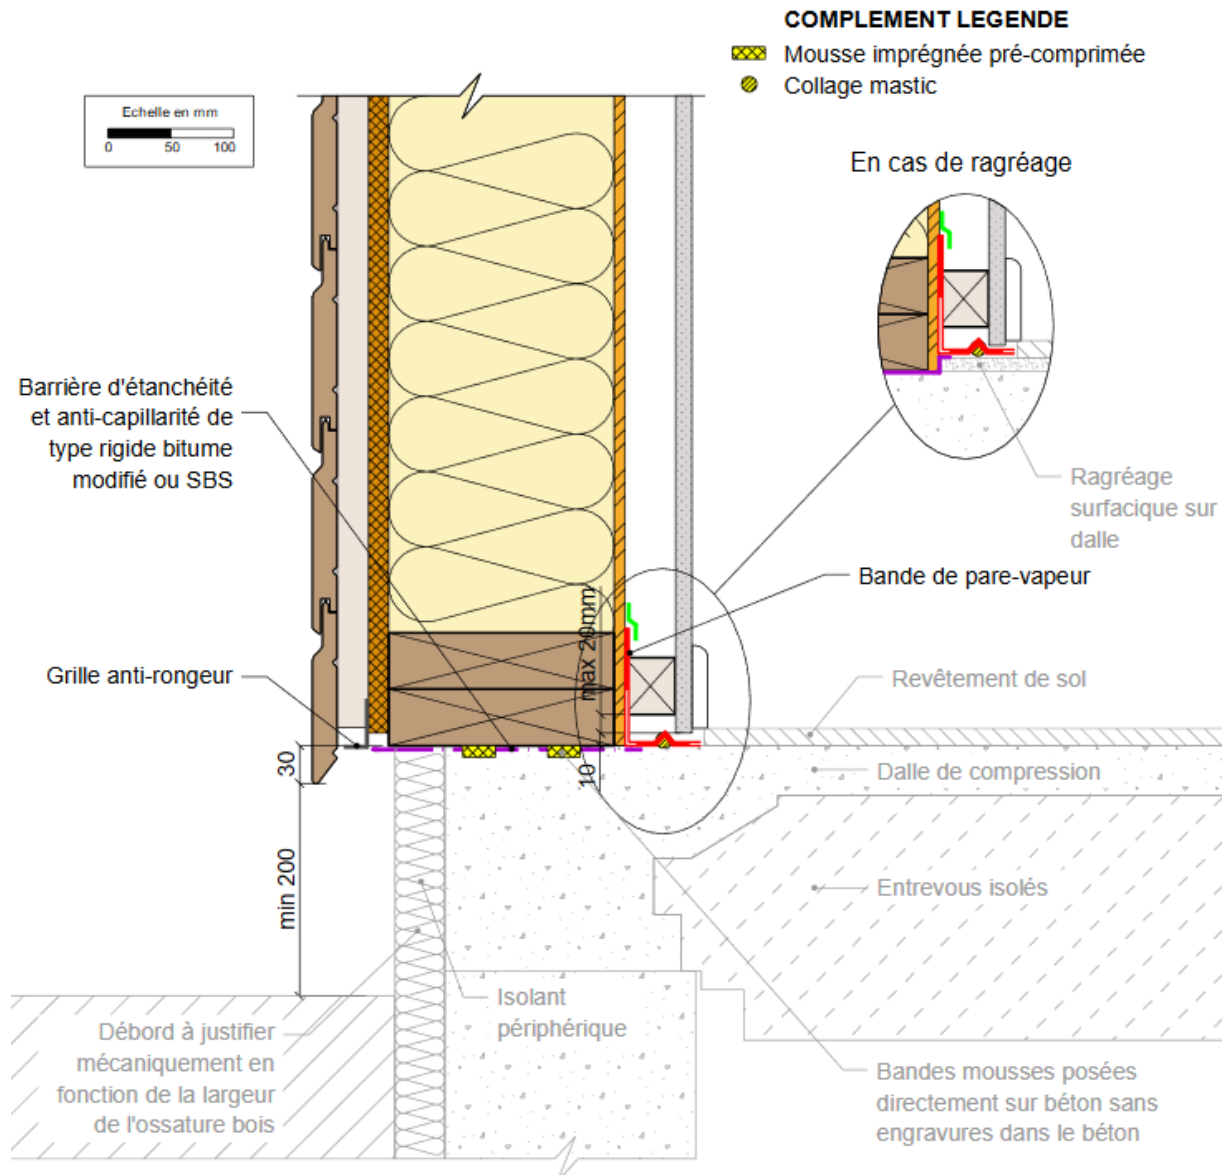 COMPLEMENT LEGENDE
Mousse imprégnée pré-comprimée
Collage mastic
Echelle en mm
0 50 100
En cas de ragréage
Barrière d'étanchéité
et anti-capillarité de
type rigide bitume
modifié ou SBS
Ragréage
surfacique sur
dalle
Bande de pare-vapeur
max 20mm
Grille anti-rongeur
Revêtement de sol
30
10
Dalle de compression
min 200
Entrevous isolés
Isolant
périphérique
Débord à justifier
mécaniquement en
fonction de la largeur
de l'ossature bois
Bandes mousses posées
directement sur béton sans
engravures dans le béton